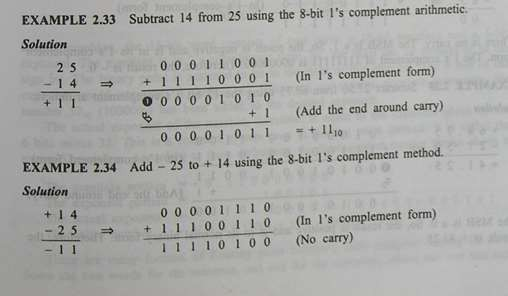 EXAMPLE 2.33 Subtract 14 from 25 using the 8-bit 1's complement arithmetic.
Solution
2 5 0 0 0 1 1 0 0 1
– 1 4 ⇒ + 1 1 1 1 0 0 0 1 (In 1's complement form)
+ 1 1 1 0 0 0 0 1 0 1 0
+ 1 (Add the end around carry)
0 0 0 0 1 0 1 1 = + 11₁₀
EXAMPLE 2.34 Add – 25 to + 14 using the 8-bit 1's complement method.
Solution
+ 1 4 0 0 0 0 1 1 1 0
– 2 5 ⇒ + 1 1 1 0 0 1 1 0 (In 1's complement form)
– 1 1 1 1 1 1 0 1 0 0 (No carry)